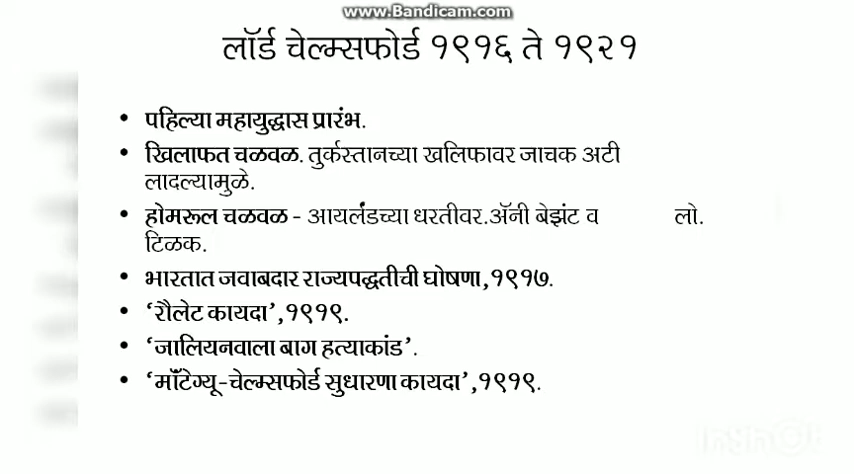 www.Bandicam.com
लॉर्ड चेल्म्सफोर्ड १९१६ ते १९२१
• पहिल्या महायुद्धास प्रारंभ.
• खिलाफत चळवळ. तुर्कस्तानच्या खलिफावर जाचक अटी
लादल्यामुळे.
• होमरूल चळवळ - आयर्लंडच्या धरतीवर.ॲनी बेझंट व लो.
टिळक.
• भारतात जवाबदार राज्यपद्धतीची घोषणा,१९१७.
• ‘रौलेट कायदा’,१९१९.
• ‘जालियनवाला बाग हत्याकांड’.
• ‘माँटेग्यू-चेल्म्सफोर्ड सुधारणा कायदा’,१९१९.